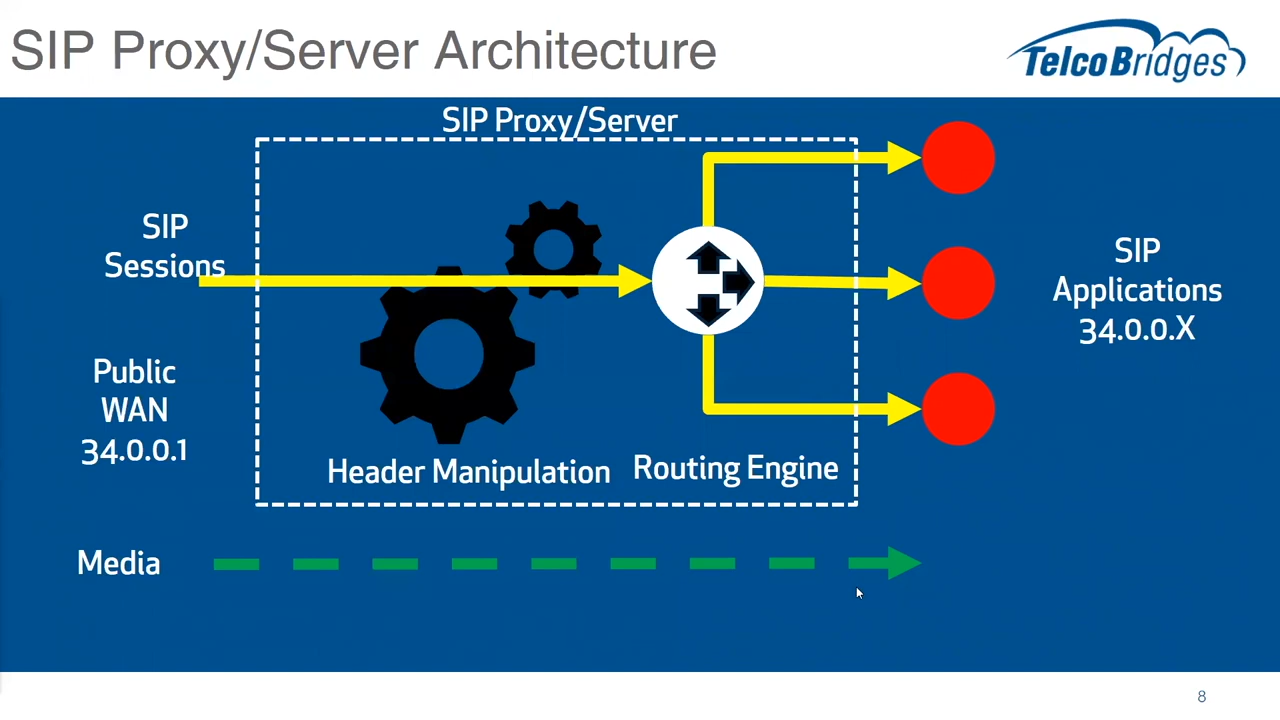 SIP Proxy/Server Architecture
TelcoBridges
SIP Proxy/Server
SIP
Sessions
Public
WAN
34.0.0.1
Header Manipulation
Routing Engine
SIP
Applications
34.0.0.X
Media
8